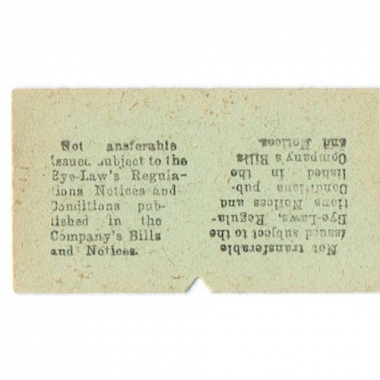 Not ansferable
issued subject to the
Bye-Law's Regula-
tions Notices and
Conditions pub-
lished in the
Company's Bills
and Notices.
Not transferable
issued subject to the
Bye-Laws, Regula-
tions Notices and
Conditions pub-
lished in the
Company's Bills
and Notices.